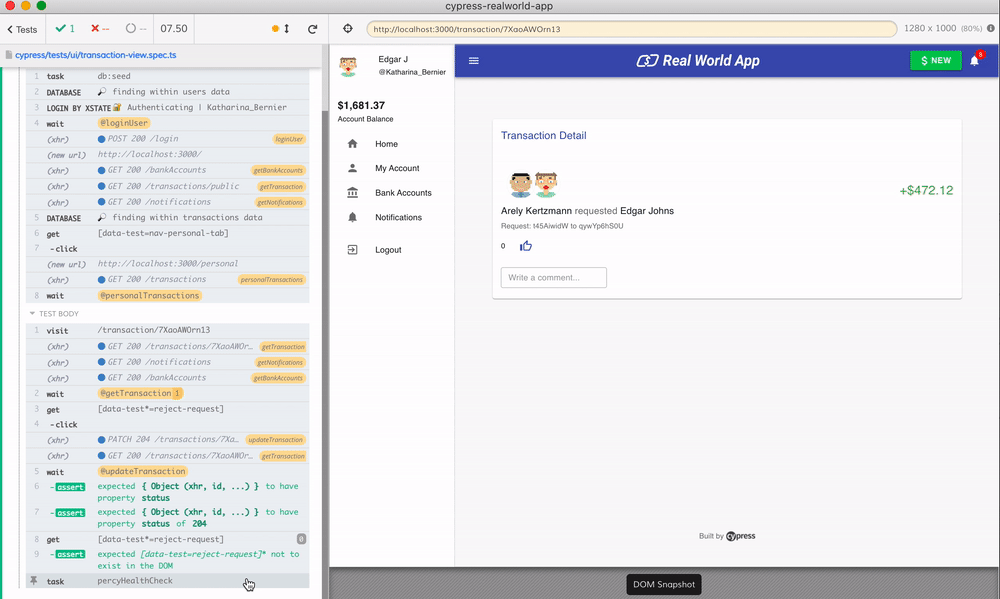 cypress-realworld-app
Tests 1 -- -- 07.50 http://localhost:3000/transaction/7XaoAWOrn13 1280 x 1000 (80%)
cypress/tests/ui/transaction-view.spec.ts
1 task db:seed
2 DATABASE finding within users data
3 LOGIN BY XSTATE Authenticating | Katharina_Bernier
4 wait @loginUser
(xhr) POST 200 /login loginUser
(new url) http://localhost:3000/
(xhr) GET 200 /bankAccounts getBankAccounts
(xhr) GET 200 /transactions/public getTransaction
(xhr) GET 200 /notifications getNotifications
5 DATABASE finding within transactions data
6 get [data-test=nav-personal-tab]
7 -click
(new url) http://localhost:3000/personal
(xhr) GET 200 /transactions personalTransactions
8 wait @personalTransactions
TEST BODY
1 visit /transaction/7XaoAWOrn13
(xhr) GET 200 /transactions/7XaoAWOr... getTransaction
(xhr) GET 200 /notifications getNotifications
(xhr) GET 200 /bankAccounts getBankAccounts
2 wait @getTransaction 1
3 get [data-test*=reject-request]
4 -click
(xhr) PATCH 204 /transactions/7Xa... updateTransaction
(xhr) GET 200 /transactions/7XaoAWOr... getTransaction
5 wait @updateTransaction
6 -assert expected { Object (xhr, id, ...) } to have
property status
7 -assert expected { Object (xhr, id, ...) } to have
property status of 204
8 get [data-test*=reject-request] 0
9 -assert expected [data-test=reject-request]* not to
exist in the DOM
task percyHealthCheck
Edgar J
@Katharina_Bernier
$1,681.37
Account Balance
Home
My Account
Bank Accounts
Notifications
Logout
Real World App $ NEW 8
Transaction Detail
+$472.12
Arely Kertzmann requested Edgar Johns
Request: t45AiwidW to qywYp6hS0U
0
Write a comment...
Built by cypress
DOM Snapshot